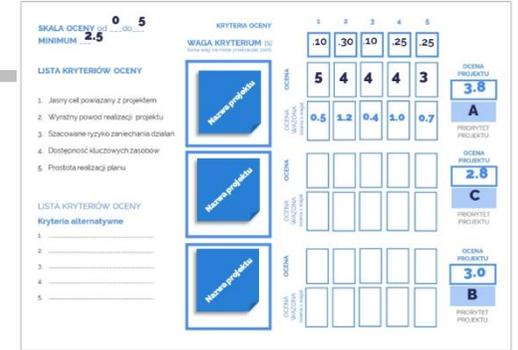 SKALA OCENY od 0 do 5
MINIMUM 2.5
KRYTERIA OCENY 1 2 3 4 5
WAGA KRYTERIUM [%] .10 .30 .10 .25 .25
LISTA KRYTERIÓW OCENY
1. Jasny cel powiązany z projektem
2. Wyraźny powód realizacji projektu
3. Szacowane ryzyko zaniechania działań
4. Dostępność kluczowych zasobów
5. Prostota realizacji planu
LISTA KRYTERIÓW OCENY
Kryteria alternatywne
1.
2.
3.
4.
5.
Nazwa projektu
OCENA 5 4 4 4 3
OCENA WAŻONA 0.5 1.2 0.4 1.0 0.7
OCENA PROJEKTU
3.8
A
PRIORYTET PROJEKTU
Nazwa projektu
OCENA
OCENA WAŻONA
OCENA PROJEKTU
2.8
C
PRIORYTET PROJEKTU
Nazwa projektu
OCENA
OCENA WAŻONA
OCENA PROJEKTU
3.0
B
PRIORYTET PROJEKTU